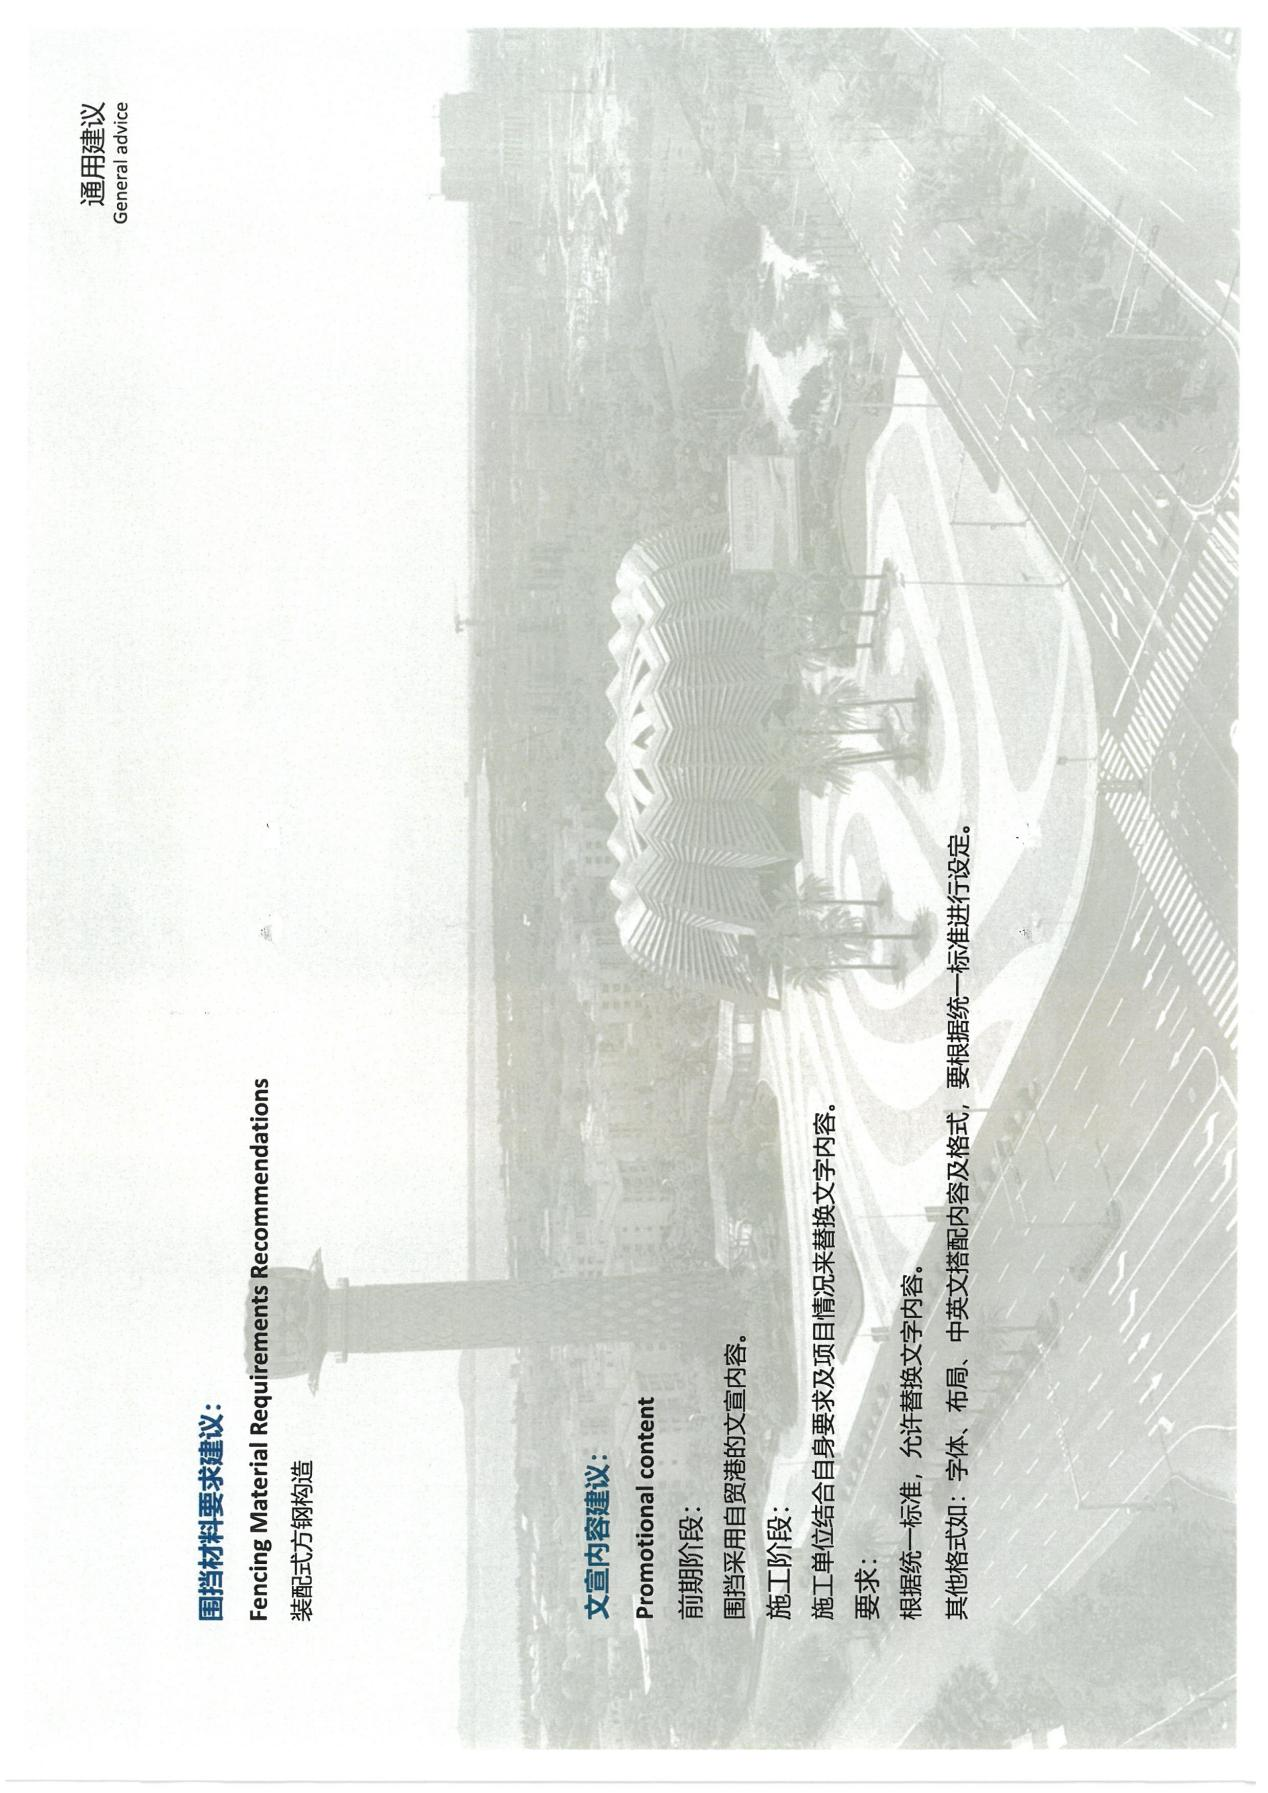 通用建议
General advice
围挡材料要求建议：
Fencing Material Requirements Recommendations
装配式方钢构造
文宣内容建议：
Promotional content
前期阶段：
围挡采用自贸港的文宣内容。
施工阶段：
施工单位结合自身要求及项目情况来替换文字内容。
要求：
根据统一标准，允许替换文字内容。
其他格式如：字体、布局、中英文搭配内容及格式，要根据统一标准进行设定。